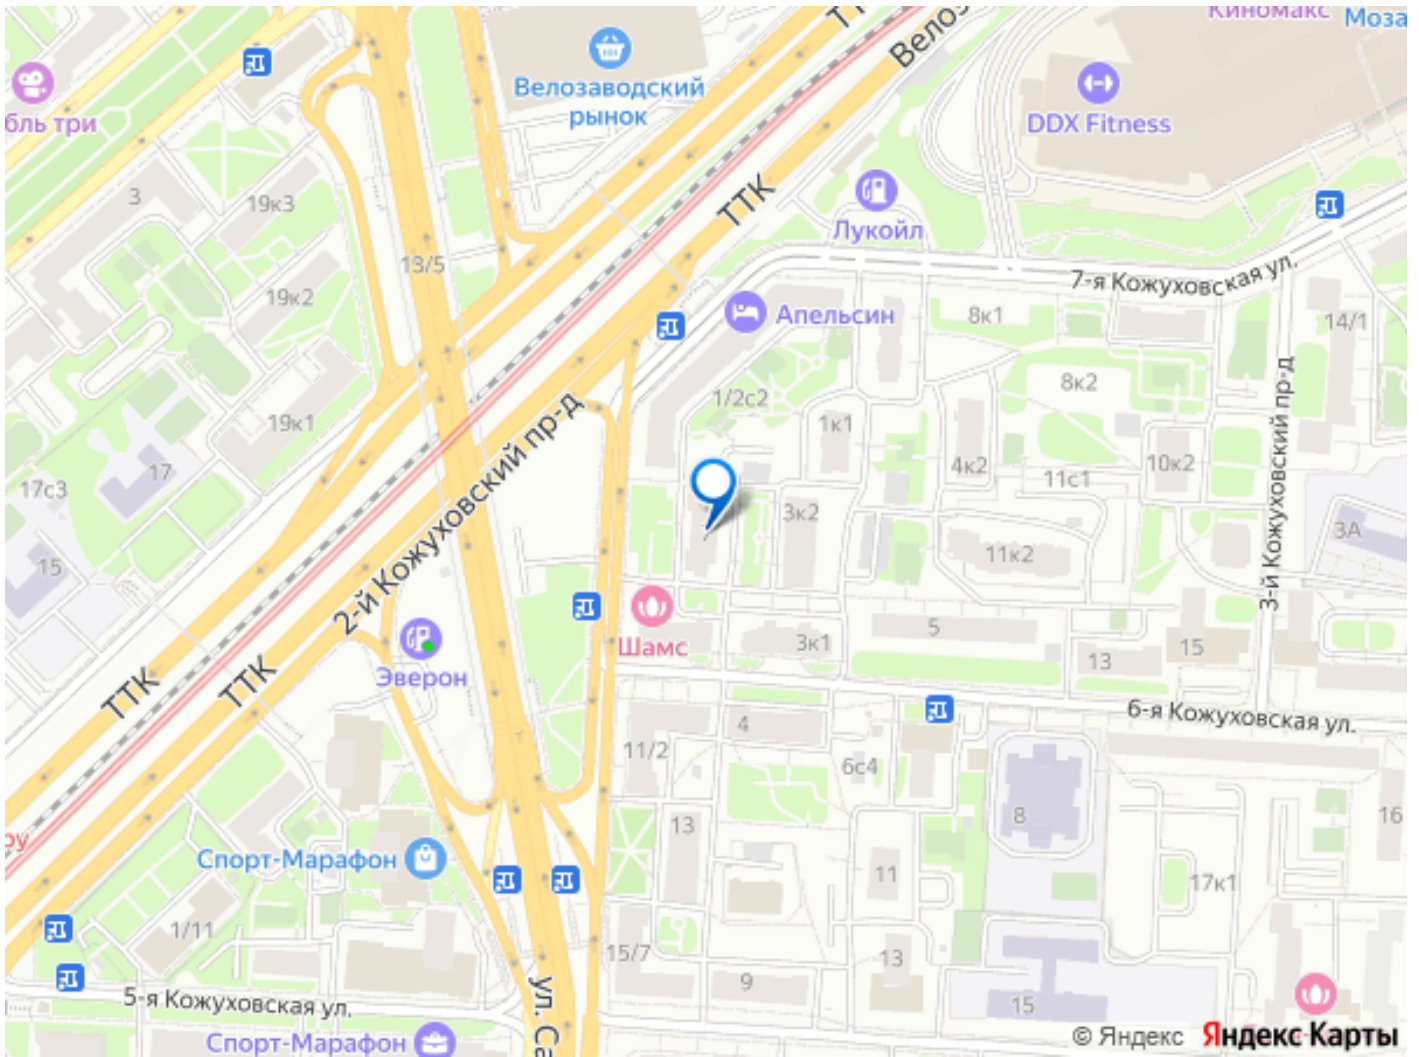 Киномакс
Моза
ТТК
Велоз
Велозаводский
рынок
DDX Fitness
бль три
3
19к3
ТТК
Лукойл
13/5
7-я Кожуховская ул.
19к2
Апельсин
8к1
14/1
8к2
1/2с2
3-й Кожуховский пр-д
19к1
1к1
2-й Кожуховский пр-д
17
4к2
10к2
17с3
11с1
3к2
3А
7
11к2
15
5
Шамс
3к1
15
13
Эверон
ТТК
ТТК
6-я Кожуховская ул.
4
11/2
6с4
8
16
13
ру
Спорт-Марафон
11
17к1
1/11
15/7
13
9
5-я Кожуховская ул.
ул. Са
15
Спорт-Марафон
© Яндекс
Яндекс Карты